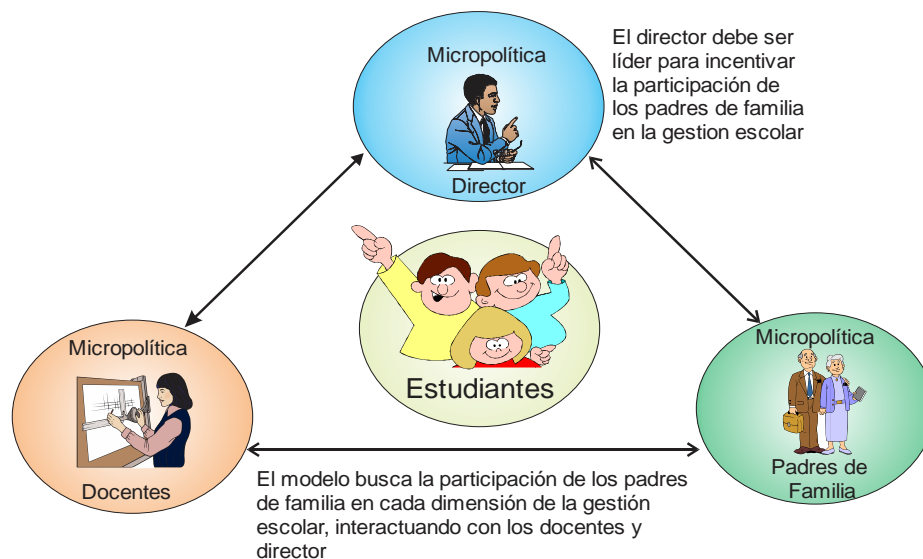 Micropolítica
Director
El director debe ser
líder para incentivar
la participación de
los padres de familia
en la gestion escolar
Estudiantes
Micropolítica
Docentes
Micropolítica
Padres de
Familia
El modelo busca la participación de los padres
de familia en cada dimensión de la gestión
escolar, interactuando con los docentes y
director